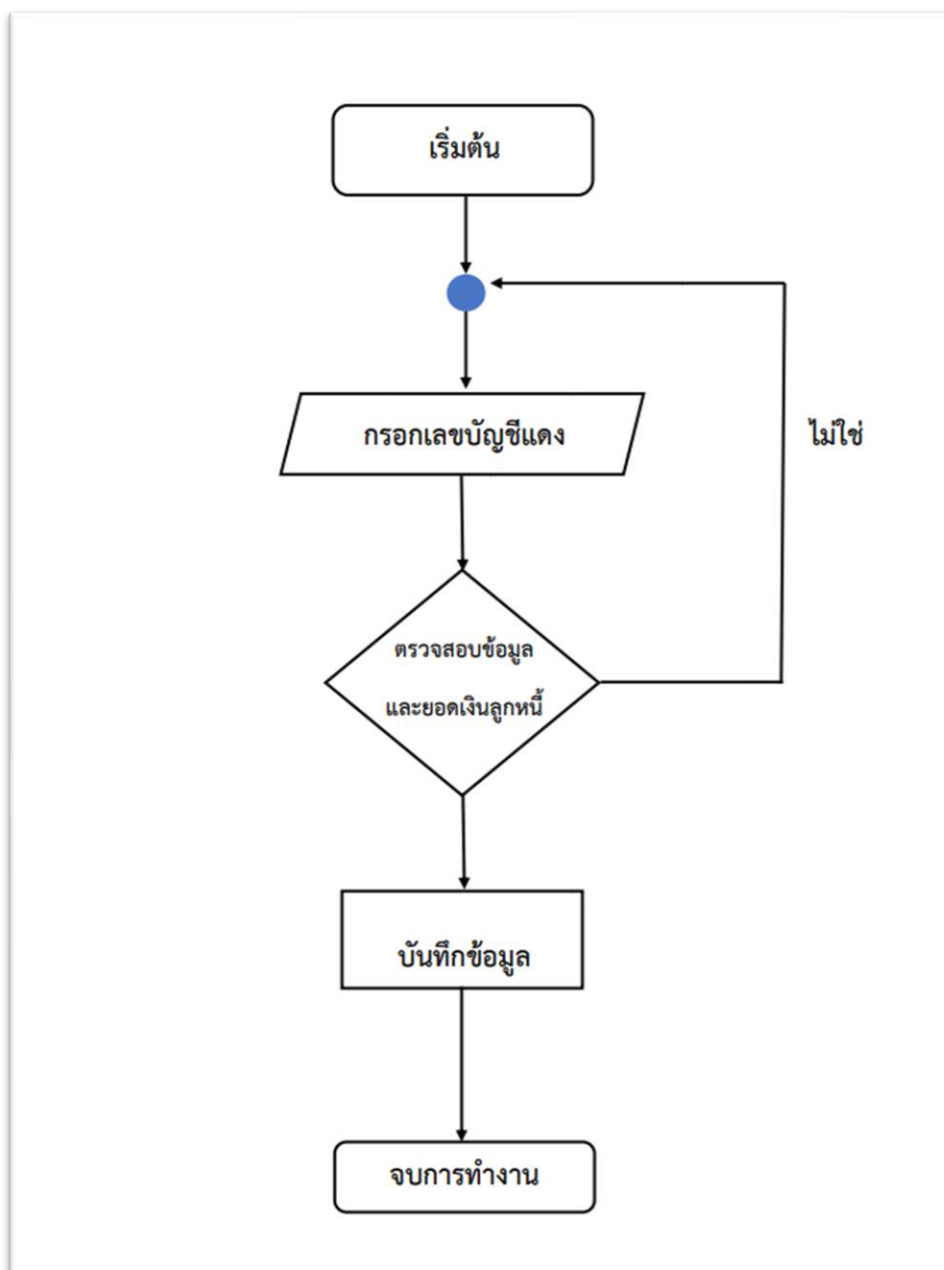 เริ่มต้น
กรอกเลขบัญชีแดง
ไม่ใช่
ตรวจสอบข้อมูล
และยอดเงินลูกหนี้
บันทึกข้อมูล
จบการทำงาน